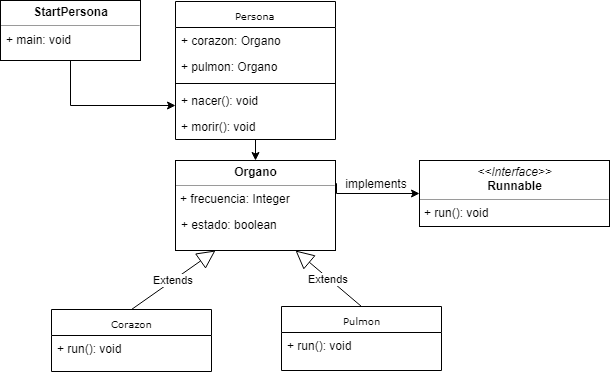 StartPersona
+ main: void
Persona
+ corazon: Organo
+ pulmon: Organo
+ nacer(): void
+ morir(): void
Organo
+ frecuencia: Integer
+ estado: boolean
implements
<<Interface>>
Runnable
+ run(): void
Extends
Extends
Corazon
+ run(): void
Pulmon
+ run(): void